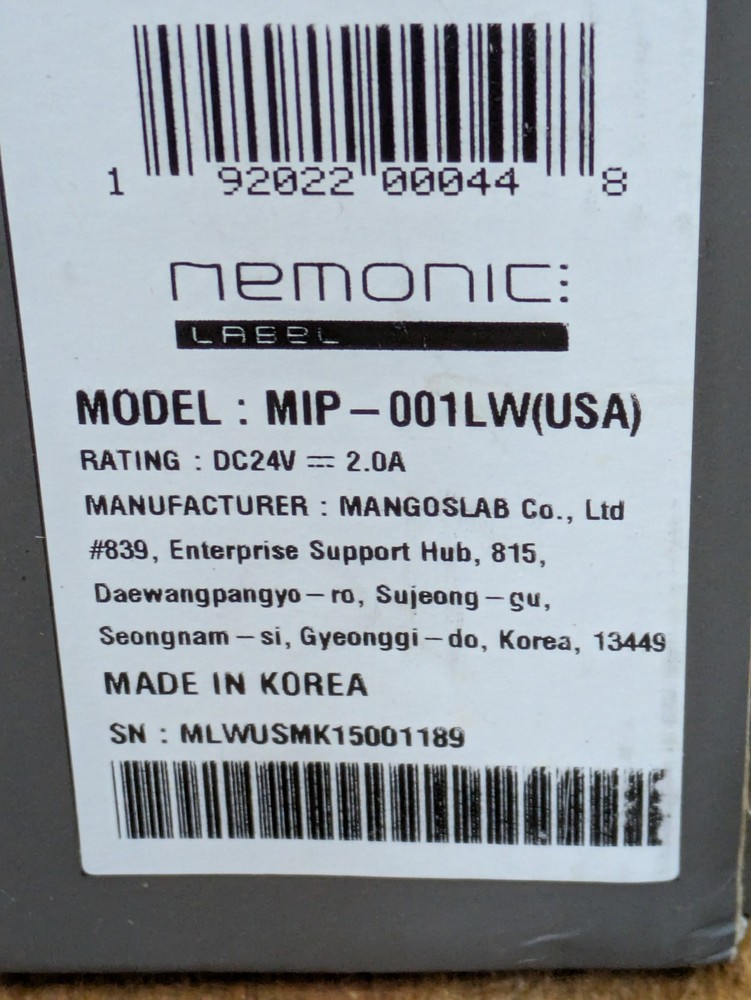 1 92022 00044 8
nemonic
LABEL
MODEL : MIP-001LW(USA)
RATING : DC24V ⎓ 2.0A
MANUFACTURER : MANGOSLAB Co., Ltd
#839, Enterprise Support Hub, 815,
Daewangpangyo-ro, Sujeong-gu,
Seongnam-si, Gyeonggi-do, Korea, 13449
MADE IN KOREA
SN : MLWUSMK15001189